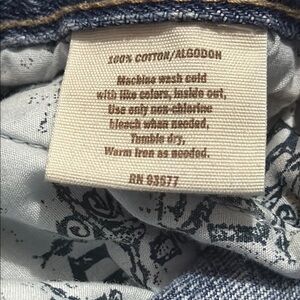 100% COTTON/ALGODON
Machine wash cold
with like colors, inside out,
Use only non-chlorine
bleach when needed,
Tumble dry,
Warm iron as needed.
RN 93677